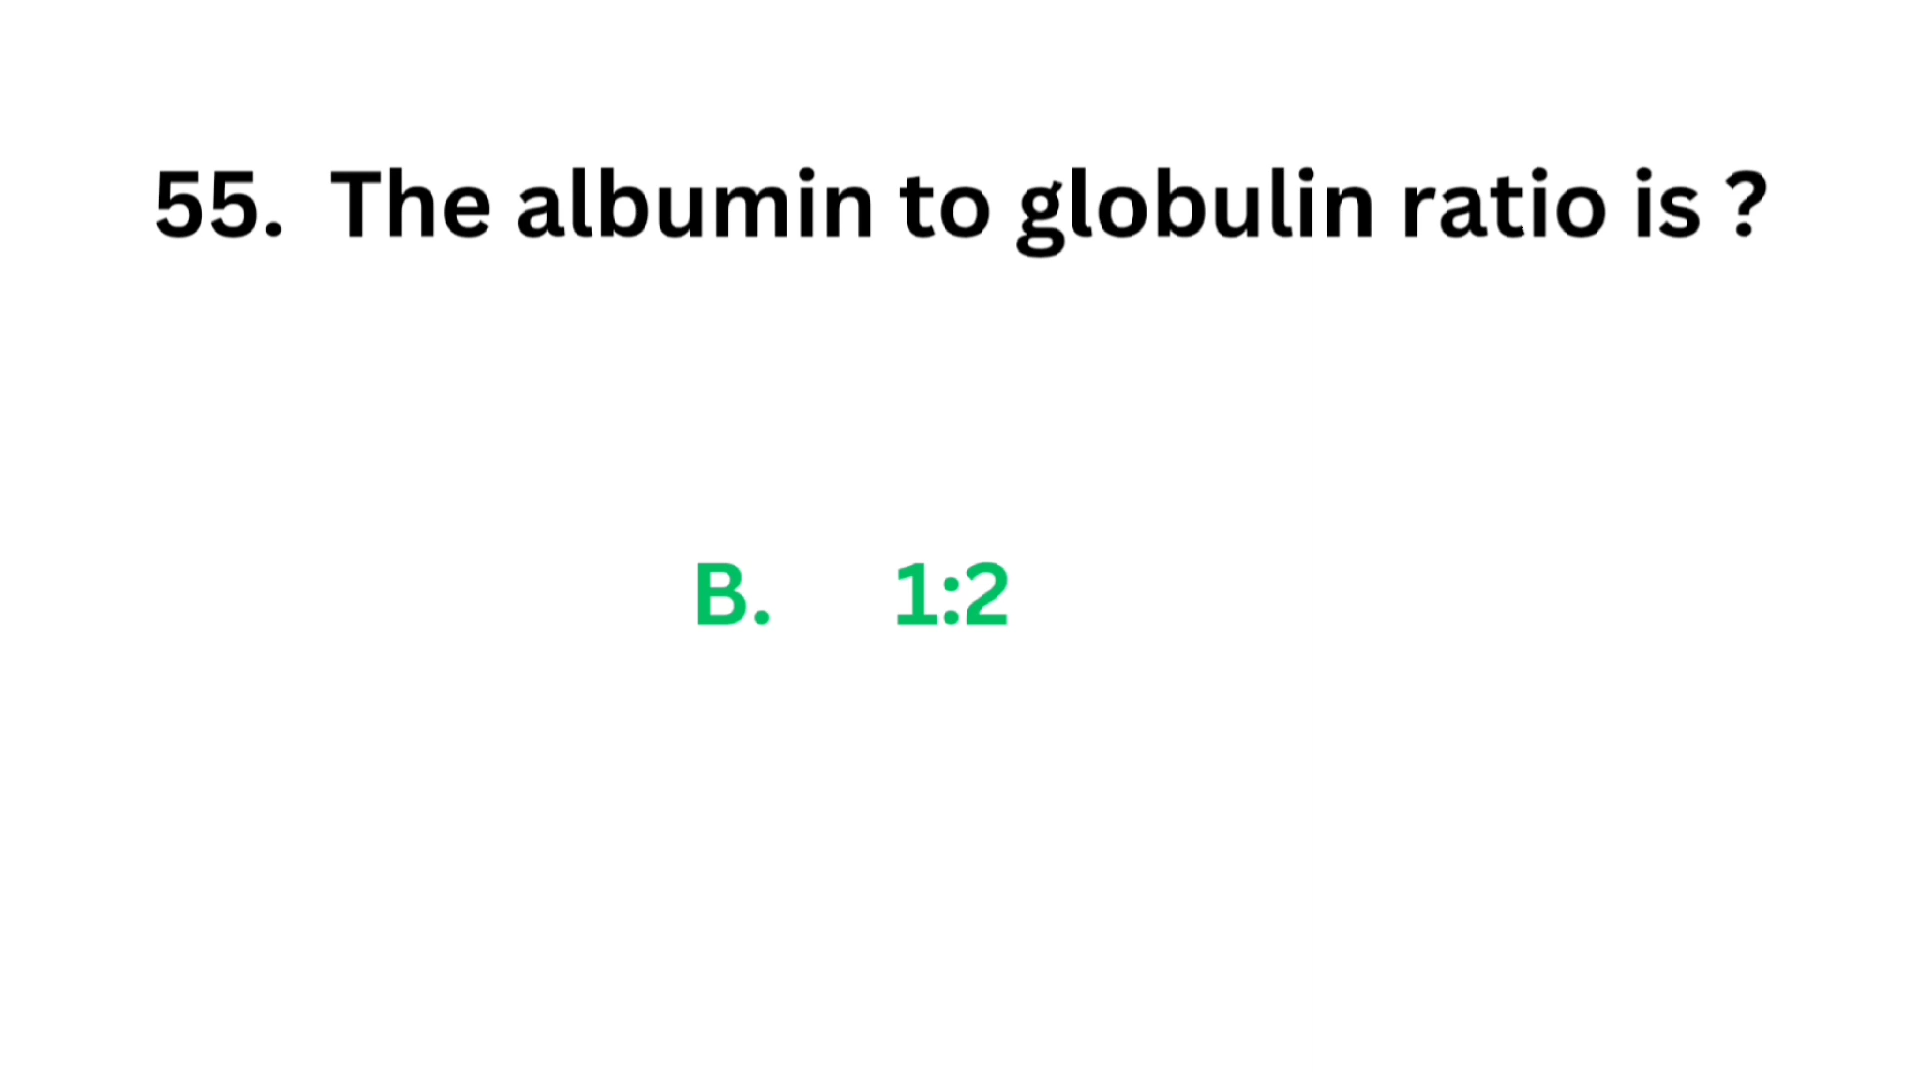 55. The albumin to globulin ratio is ?
B. 1:2